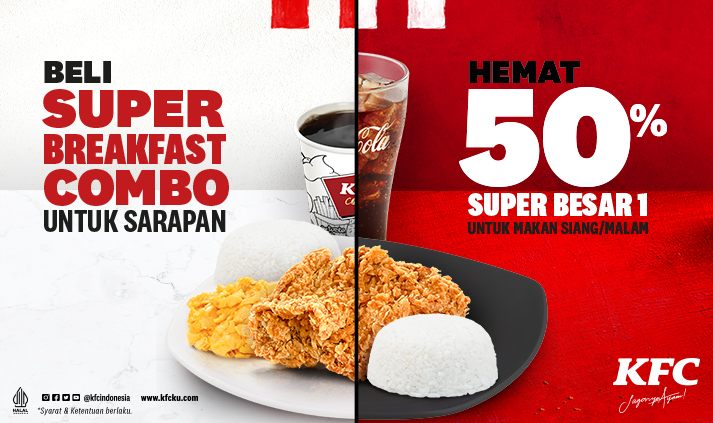 BELI
SUPER
BREAKFAST
COMBO
UNTUK SARAPAN
HEMAT
50%
SUPER BESAR 1
UNTUK MAKAN SIANG/MALAM
KFC
Jagonya Ayam!
HALAL
INDONESIA
@kfcindonesia
www.kfcku.com
*Syarat & Ketentuan berlaku.